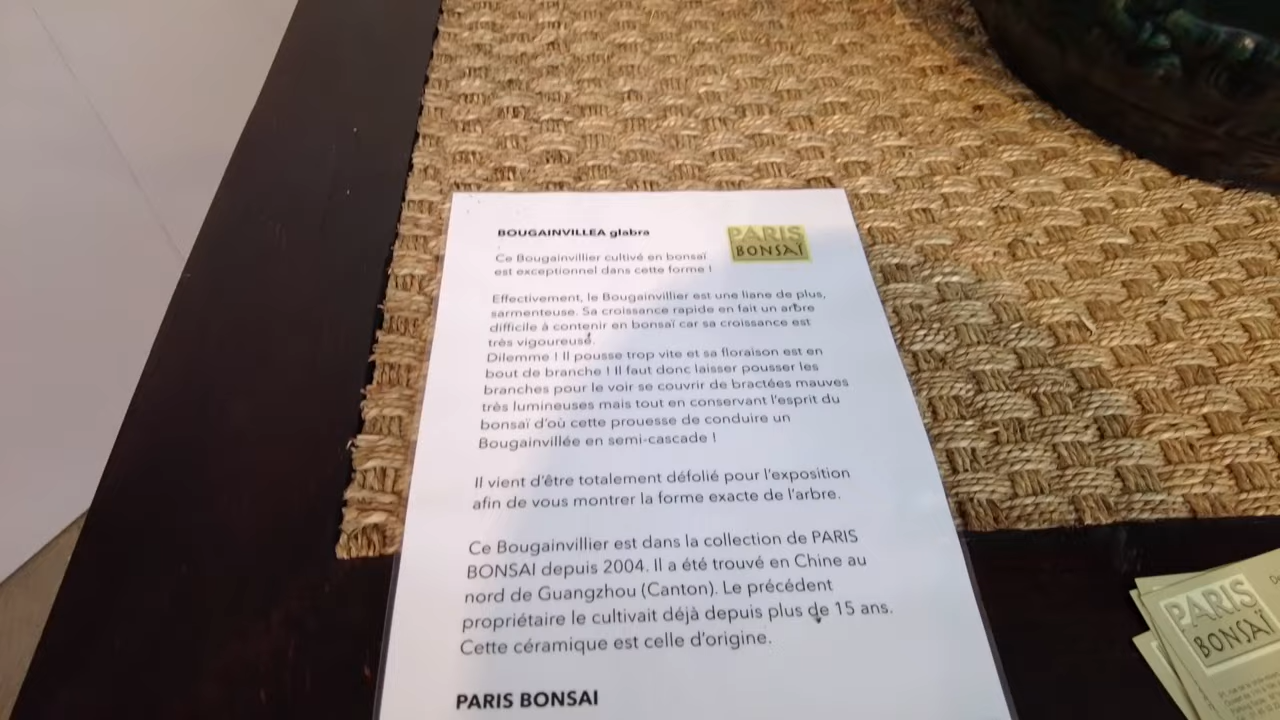 BOUGAINVILLEA glabra
PARIS
BONSAÏ
Ce Bougainvillier cultivé en bonsaï
est exceptionnel dans cette forme !
Effectivement, le Bougainvillier est une liane de plus,
sarmenteuse. Sa croissance rapide en fait un arbre
difficile à contenir en bonsaï car sa croissance est
très vigoureuse.
Dilemme ! Il pousse trop vite et sa floraison est en
bout de branche ! Il faut donc laisser pousser les
branches pour le voir se couvrir de bractées mauves
très lumineuses mais tout en conservant l'esprit du
bonsaï d'où cette prouesse de conduire un
Bougainvillée en semi-cascade !
Il vient d'être totalement défolié pour l'exposition
afin de vous montrer la forme exacte de l'arbre.
Ce Bougainvillier est dans la collection de PARIS
BONSAI depuis 2004. Il a été trouvé en Chine au
nord de Guangzhou (Canton). Le précédent
propriétaire le cultivait déjà depuis plus de 15 ans.
Cette céramique est celle d'origine.
PARIS BONSAI
PARIS
BONSAÏ